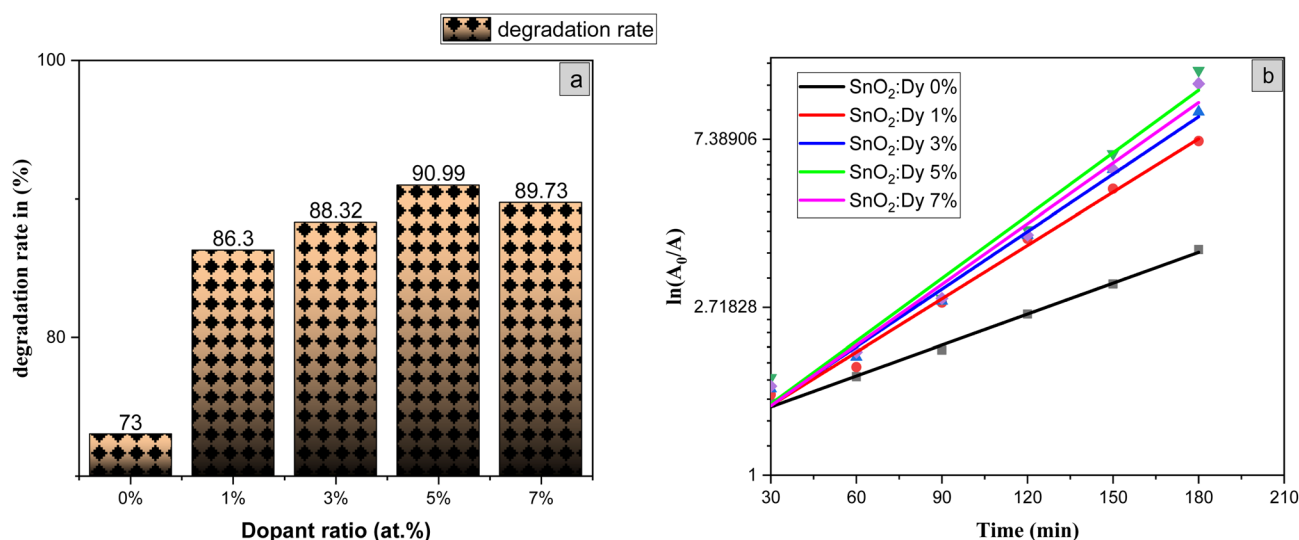 degradation rate
a
100
80
degradation rate in (%)
73
86.3
88.32
90.99
89.73
0%
1%
3%
5%
7%
Dopant ratio (at.%)
b
SnO₂:Dy 0%
SnO₂:Dy 1%
SnO₂:Dy 3%
SnO₂:Dy 5%
SnO₂:Dy 7%
7.38906
2.71828
1
ln(A₀/A)
30
60
90
120
150
180
210
Time (min)